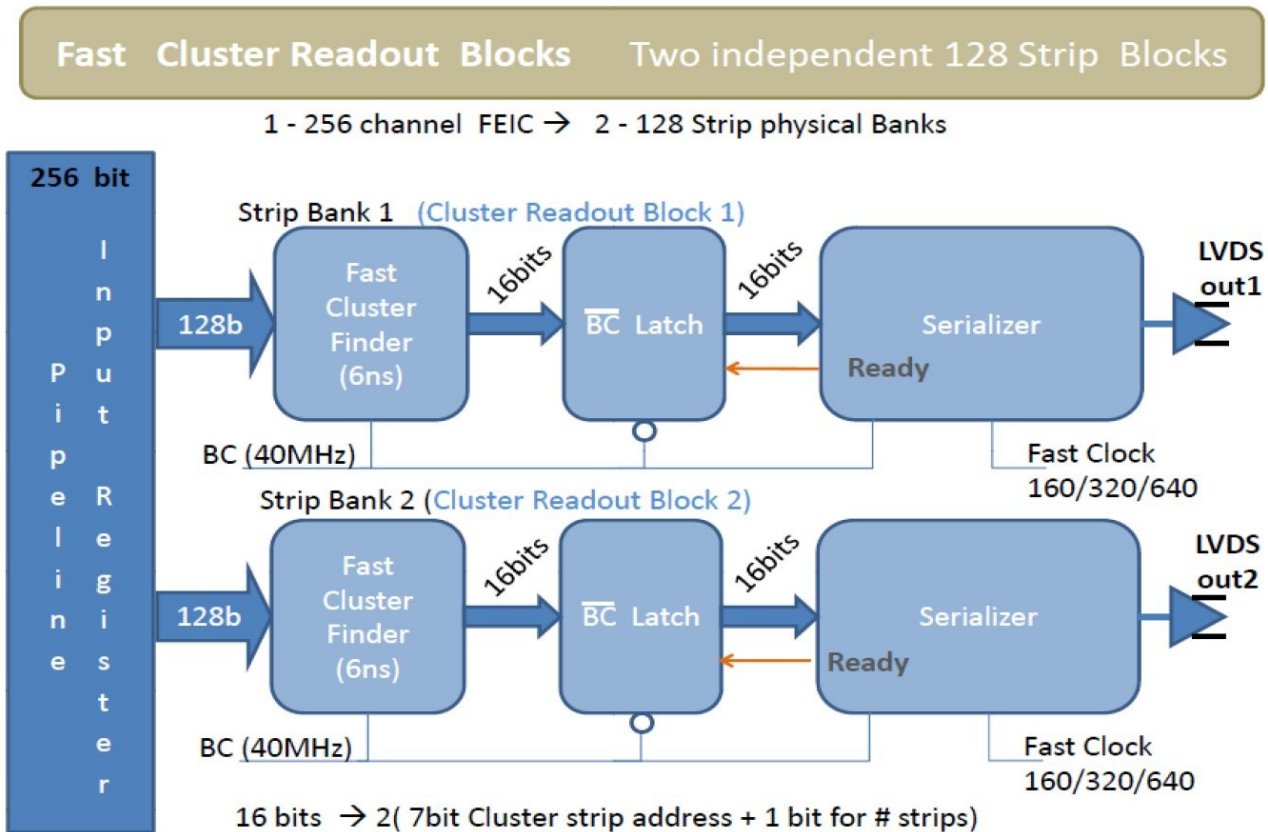 Fast Cluster Readout Blocks Two independent 128 Strip Blocks
1 - 256 channel FEIC → 2 - 128 Strip physical Banks
256 bit
Input Register
Pipeline
Strip Bank 1 (Cluster Readout Block 1)
128b
Fast
Cluster
Finder
(6ns)
16bits
B̅C̅ Latch
16bits
Serializer
Ready
LVDS
out1
BC (40MHz)
Fast Clock
160/320/640
Strip Bank 2 (Cluster Readout Block 2)
128b
Fast
Cluster
Finder
(6ns)
16bits
B̅C̅ Latch
16bits
Serializer
Ready
LVDS
out2
BC (40MHz)
Fast Clock
160/320/640
16 bits → 2( 7bit Cluster strip address + 1 bit for # strips)